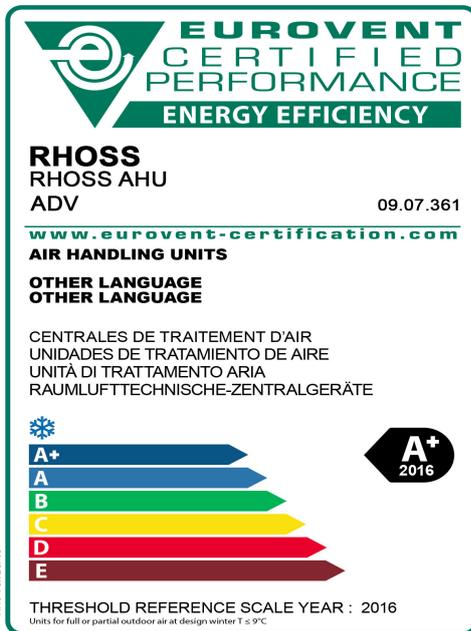 EUROVENT
CERTIFIED
PERFORMANCE
ENERGY EFFICIENCY
RHOSS
RHOSS AHU
ADV 09.07.361
www.eurovent-certification.com
AIR HANDLING UNITS
OTHER LANGUAGE
OTHER LANGUAGE
CENTRALES DE TRAITEMENT D'AIR
UNIDADES DE TRATAMIENTO DE AIRE
UNITÀ DI TRATTAMENTO ARIA
RAUMLUFTTECHNISCHE-ZENTRALGERÄTE
A+
A
B
C
D
E
A+
2016
THRESHOLD REFERENCE SCALE YEAR : 2016
Units for full or partial outdoor air at design winter T ≤ 9°C